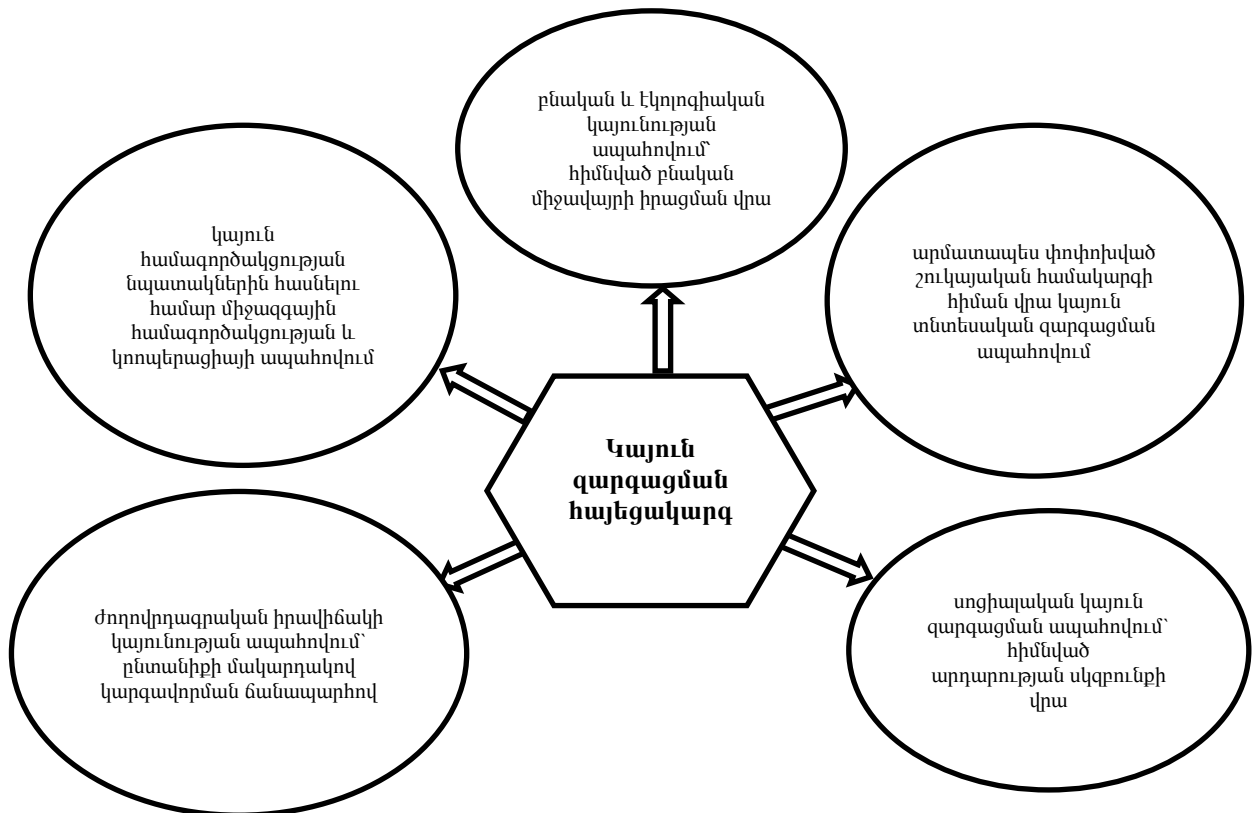 բնական և էկոլոգիական
կայունության
ապահովում՝
հիմնված բնական
միջավայրի իրացման վրա
կայուն
համագործակցության
նպատակներին հասնելու
համար միջազգային
համագործակցության և
կոոպերացիայի ապահովում
արմատապես փոփոխված
շուկայական համակարգի
հիման վրա կայուն
տնտեսական զարգացման
ապահովում
Կայուն
զարգացման
հայեցակարգ
ժողովրդագրական իրավիճակի
կայունության ապահովում՝
ընտանիքի մակարդակով
կարգավորման ճանապարհով
սոցիալական կայուն
զարգացման ապահովում՝
հիմնված
արդարության սկզբունքի
վրա